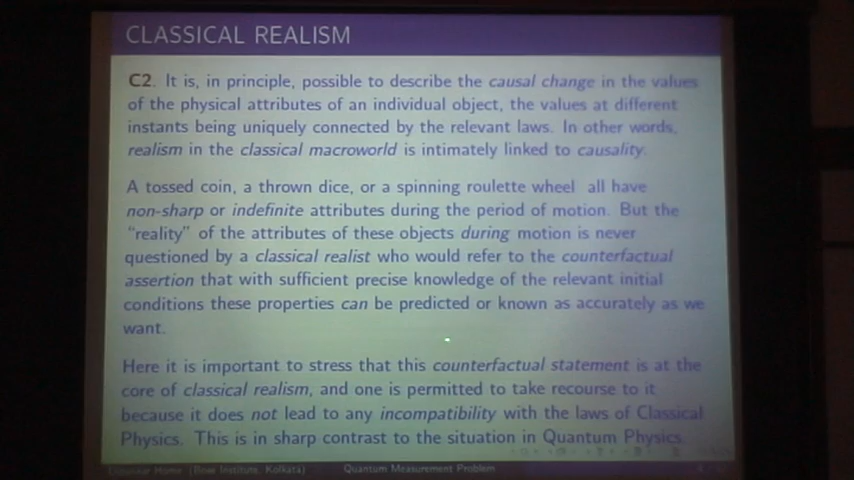 CLASSICAL REALISM
C2. It is, in principle, possible to describe the causal change in the values
of the physical attributes of an individual object, the values at different
instants being uniquely connected by the relevant laws. In other words,
realism in the classical macroworld is intimately linked to causality.
A tossed coin, a thrown dice, or a spinning roulette wheel all have
non-sharp or indefinite attributes during the period of motion. But the
"reality" of the attributes of these objects during motion is never
questioned by a classical realist who would refer to the counterfactual
assertion that with sufficient precise knowledge of the relevant initial
conditions these properties can be predicted or known as accurately as we
want.
Here it is important to stress that this counterfactual statement is at the
core of classical realism, and one is permitted to take recourse to it
because it does not lead to any incompatibility with the laws of Classical
Physics. This is in sharp contrast to the situation in Quantum Physics.
Home (Bose Institute, Kolkata) Quantum Measurement Problem